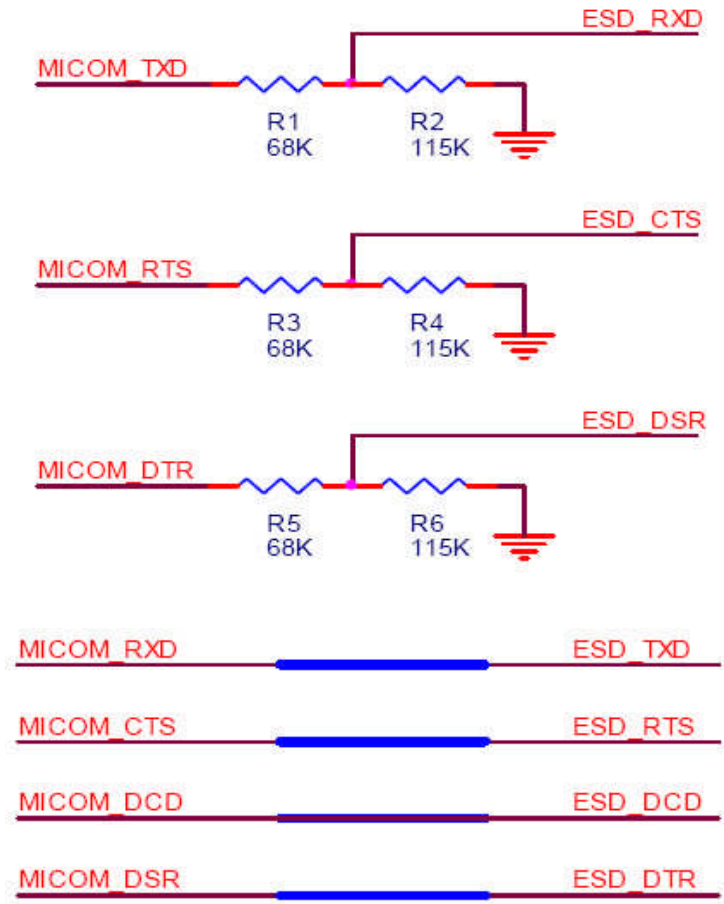 ESD_RXD
MICOM_TXD
R1 R2
68K 115K
ESD_CTS
MICOM_RTS
R3 R4
68K 115K
ESD_DSR
MICOM_DTR
R5 R6
68K 115K
MICOM_RXD ESD_TXD
MICOM_CTS ESD_RTS
MICOM_DCD ESD_DCD
MICOM_DSR ESD_DTR